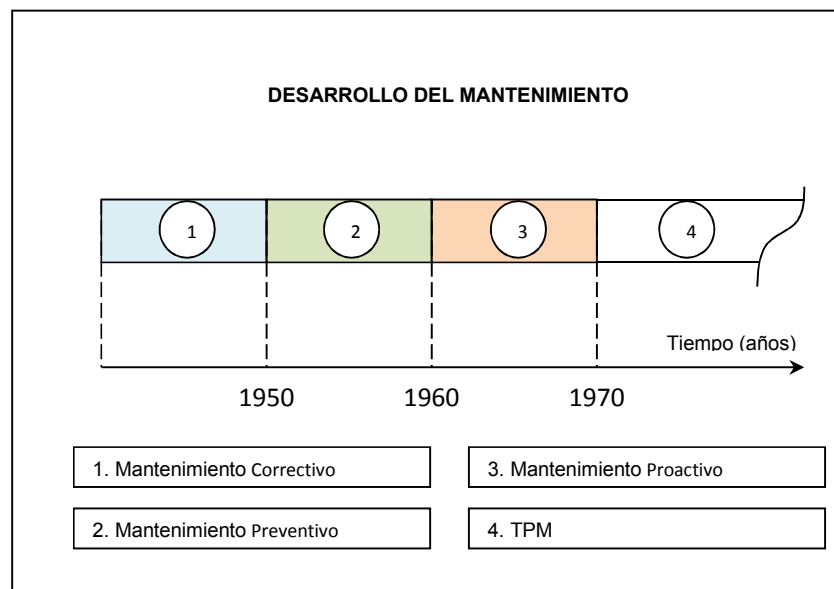 DESARROLLO DEL MANTENIMIENTO
1
2
3
4
Tiempo (años)
1950
1960
1970
1. Mantenimiento Correctivo
3. Mantenimiento Proactivo
2. Mantenimiento Preventivo
4. TPM